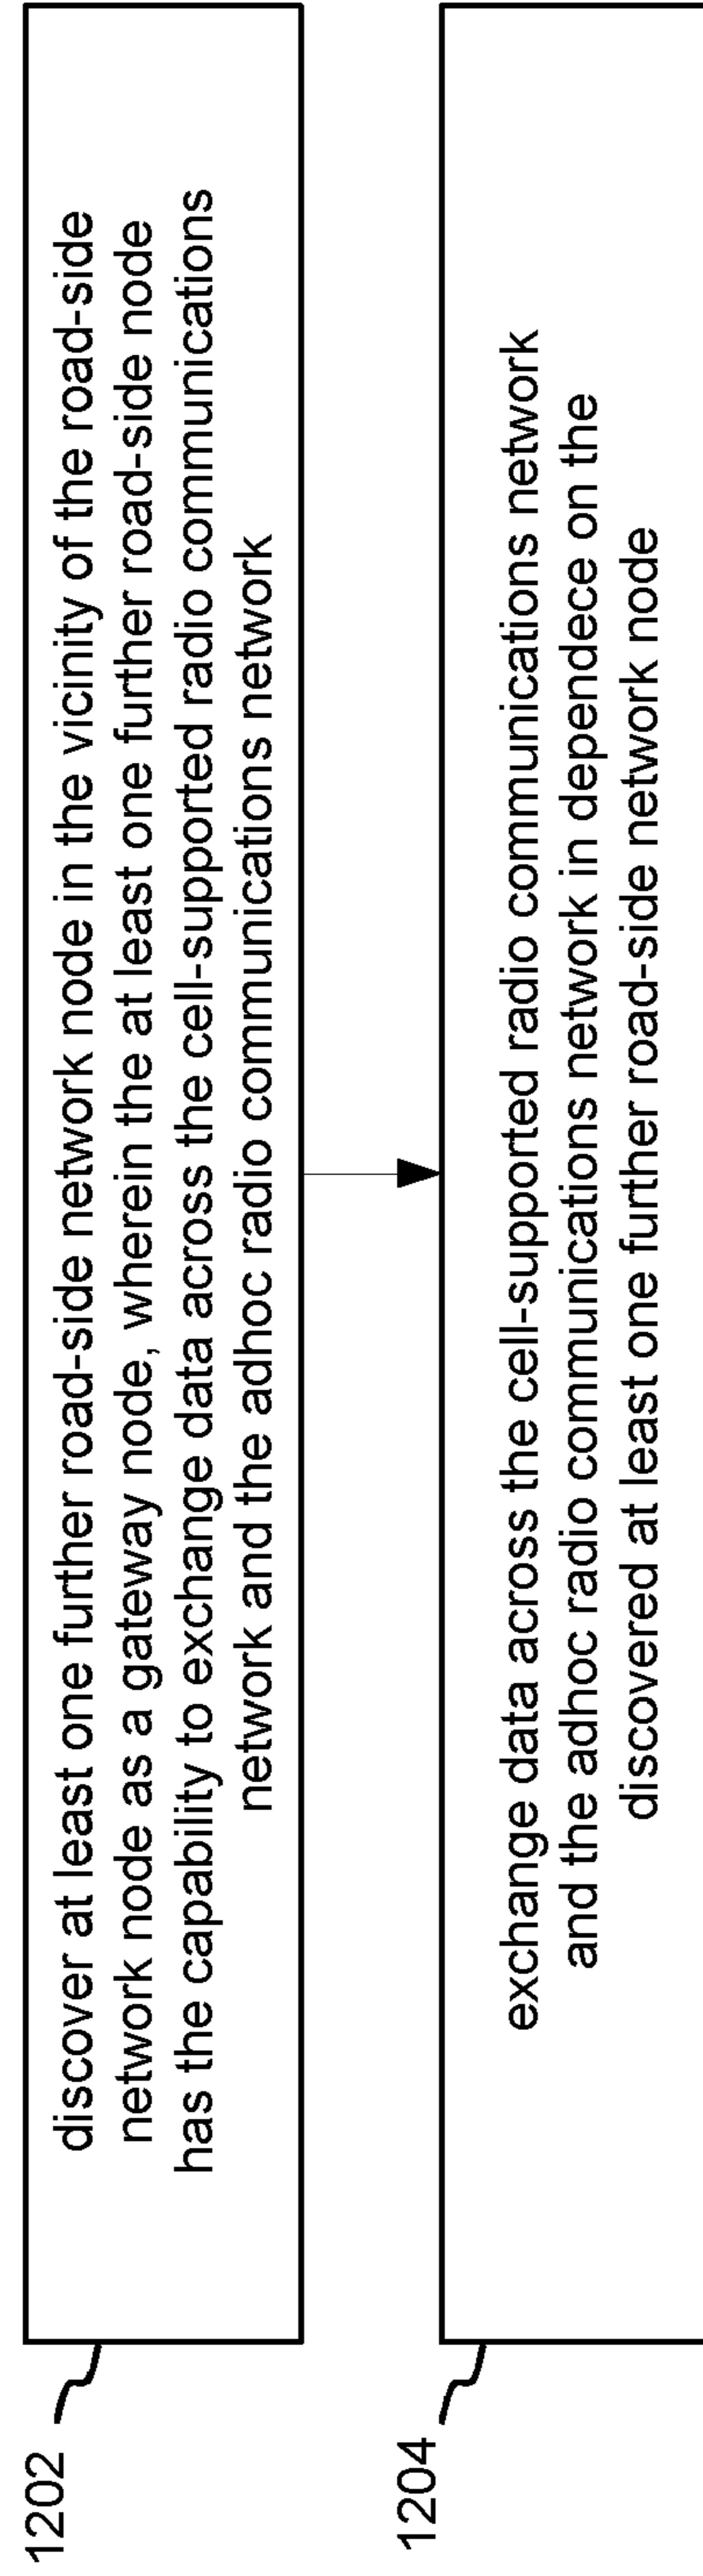 1202
discover at least one further road-side network node in the vicinity of the road-side
network node as a gateway node, wherein the at least one further road-side node
has the capability to exchange data across the cell-supported radio communications
network and the adhoc radio communications network
1204
exchange data across the cell-supported radio communications network
and the adhoc radio communications network in dependece on the
discovered at least one further road-side network node